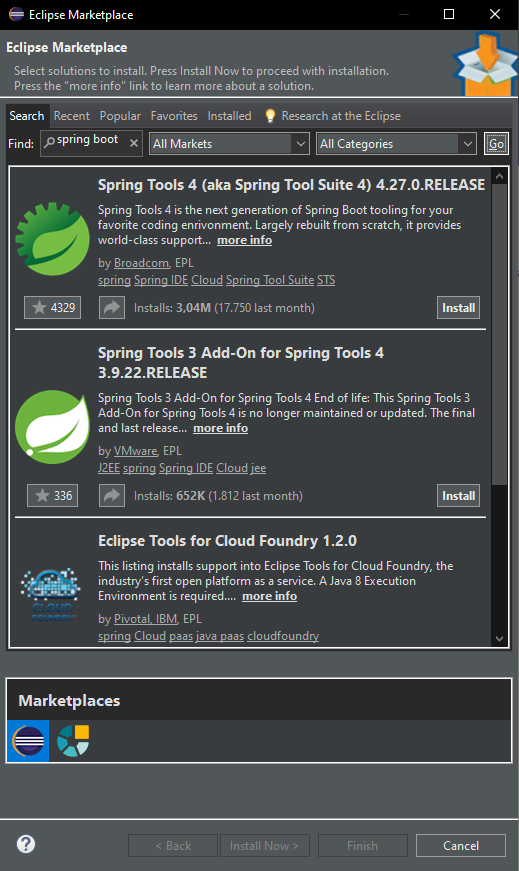 Eclipse Marketplace
Eclipse Marketplace
Select solutions to install. Press Install Now to proceed with installation.
Press the "more info" link to learn more about a solution.
Search Recent Popular Favorites Installed Research at the Eclipse
Find: spring boot All Markets All Categories Go
Spring Tools 4 (aka Spring Tool Suite 4) 4.27.0.RELEASE
Spring Tools 4 is the next generation of Spring Boot tooling for your
favorite coding enrivonment. Largely rebuilt from scratch, it provides
world-class support... more info
by Broadcom, EPL
spring Spring IDE Cloud Spring Tool Suite STS
4329 Installs: 3,04M (17.750 last month) Install
Spring Tools 3 Add-On for Spring Tools 4
3.9.22.RELEASE
Spring Tools 3 Add-On for Spring Tools 4 End of life: This Spring Tools 3
Add-On for Spring Tools 4 is no longer maintained or updated. The final
and last release... more info
by VMware, EPL
J2EE spring Spring IDE Cloud jee
336 Installs: 652K (1.812 last month) Install
Eclipse Tools for Cloud Foundry 1.2.0
This listing installs support into Eclipse Tools for Cloud Foundry, the
industry's first open platform as a service. A Java 8 Execution
Environment is required.... more info
CLOUD
FOUNDRY
by Pivotal, IBM, EPL
spring Cloud paas java paas cloudfoundry
Marketplaces
? < Back Install Now > Finish Cancel